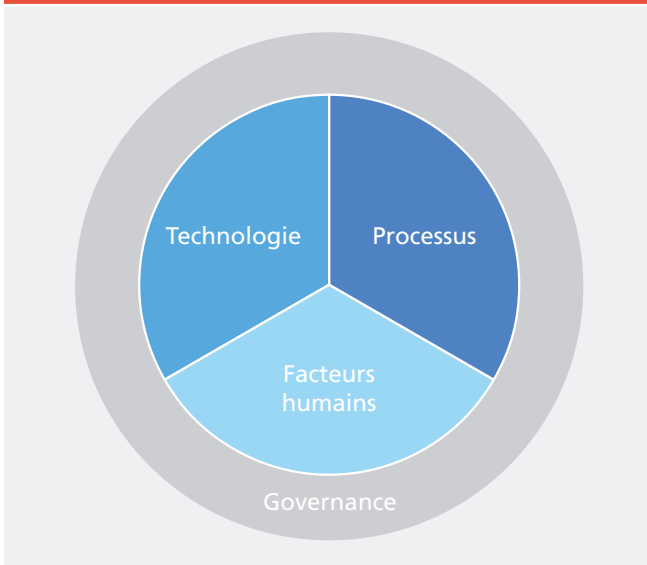 Technologie
Processus
Facteurs
humains
Governance